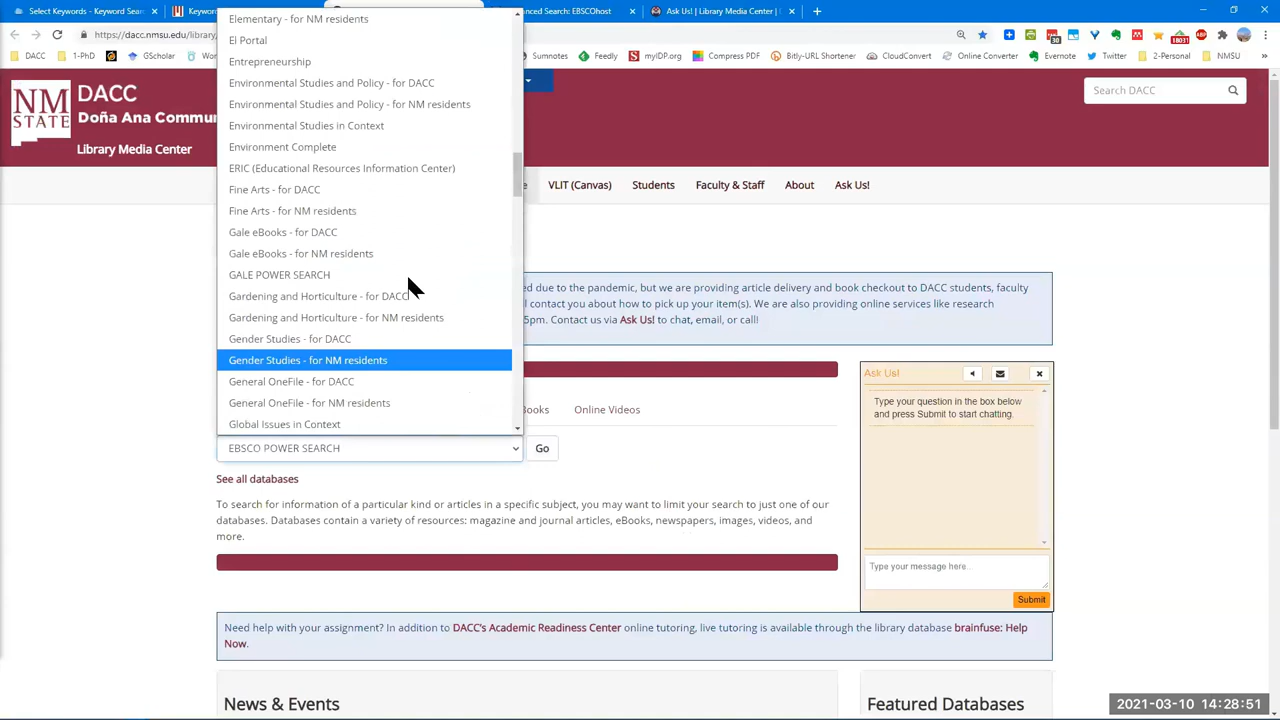 Select Keywords - EBSCOhost
Keyword
anced Search: EBSCOhost
Ask Us! | Library Media Center |
https://dacc.nmsu.edu/library
DACC
1-PhD
GScholar
Sumnotes
Feedly
myIDP.org
Compress PDF
Bitly-URL Shortener
CloudConvert
Online Converter
Evernote
Twitter
2-Personal
NMSU
NM
STATE
DACC
Doña Ana Commu
Library Media Center
Search DACC
e
VLIT (Canvas)
Students
Faculty & Staff
About
Ask Us!
Elementary - for NM residents
El Portal
Entrepreneurship
Environmental Studies and Policy - for DACC
Environmental Studies and Policy - for NM residents
Environmental Studies in Context
Environment Complete
ERIC (Educational Resources Information Center)
Fine Arts - for DACC
Fine Arts - for NM residents
Gale eBooks - for DACC
Gale eBooks - for NM residents
GALE POWER SEARCH
Gardening and Horticulture - for DACC
Gardening and Horticulture - for NM residents
Gender Studies - for DACC
Gender Studies - for NM residents
General OneFile - for DACC
General OneFile - for NM residents
Global Issues in Context
ed due to the pandemic, but we are providing article delivery and book checkout to DACC students, faculty
l contact you about how to pick up your item(s). We are also providing online services like research
5pm. Contact us via Ask Us! to chat, email, or call!
ooks
Online Videos
EBSCO POWER SEARCH
Go
See all databases
To search for information of a particular kind or articles in a specific subject, you may want to limit your search to just one of our
databases. Databases contain a variety of resources: magazine and journal articles, eBooks, newspapers, images, videos, and
more.
Ask Us!
Type your question in the box below
and press Submit to start chatting.
Type your message here..
Submit
Need help with your assignment? In addition to DACC's Academic Readiness Center online tutoring, live tutoring is available through the library database brainfuse: Help
Now.
News & Events
Featured Databases
2021-03-10 14:28:51